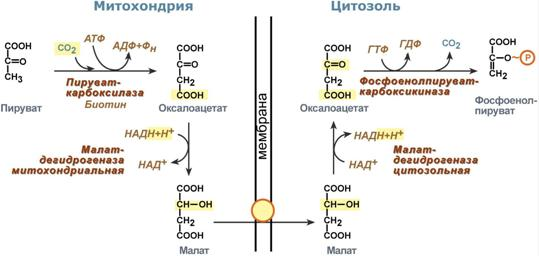 Митохондрия
Цитозоль
COOH
C=O
CH₃
Пируват
CO₂
АТФ
АДФ+Фн
Пируват-
карбоксилаза
Биотин
COOH
C=O
CH₂
COOH
Оксалоацетат
НАДН+Н⁺
НАД⁺
Малат-
дегидрогеназа
митохондриальная
COOH
CH–OH
CH₂
COOH
Малат
мембрана
COOH
C=O
CH₂
COOH
Оксалоацетат
ГТФ
ГДФ
CO₂
Фосфоенолпируват-
карбоксикиназа
COOH
C–O~P
CH₂
Фосфоенол-
пируват
НАДН+Н⁺
НАД⁺
Малат-
дегидрогеназа
цитозольная
COOH
CH–OH
CH₂
COOH
Малат